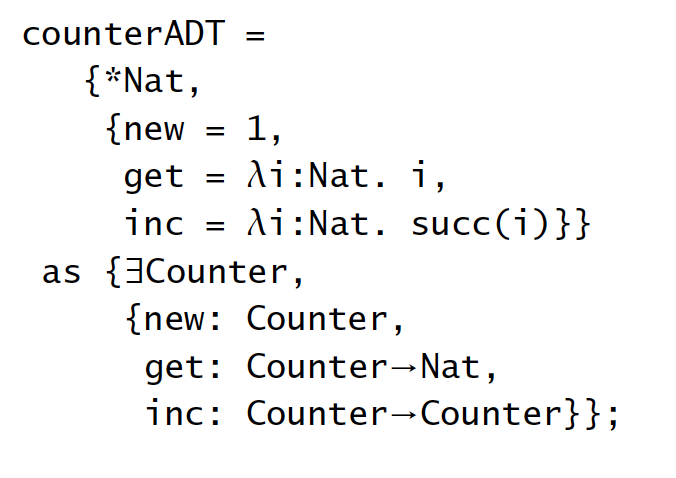 counterADT =
{*Nat,
{new = 1,
get = λi:Nat. i,
inc = λi:Nat. succ(i)}}
as {∃Counter,
{new: Counter,
get: Counter→Nat,
inc: Counter→Counter}};